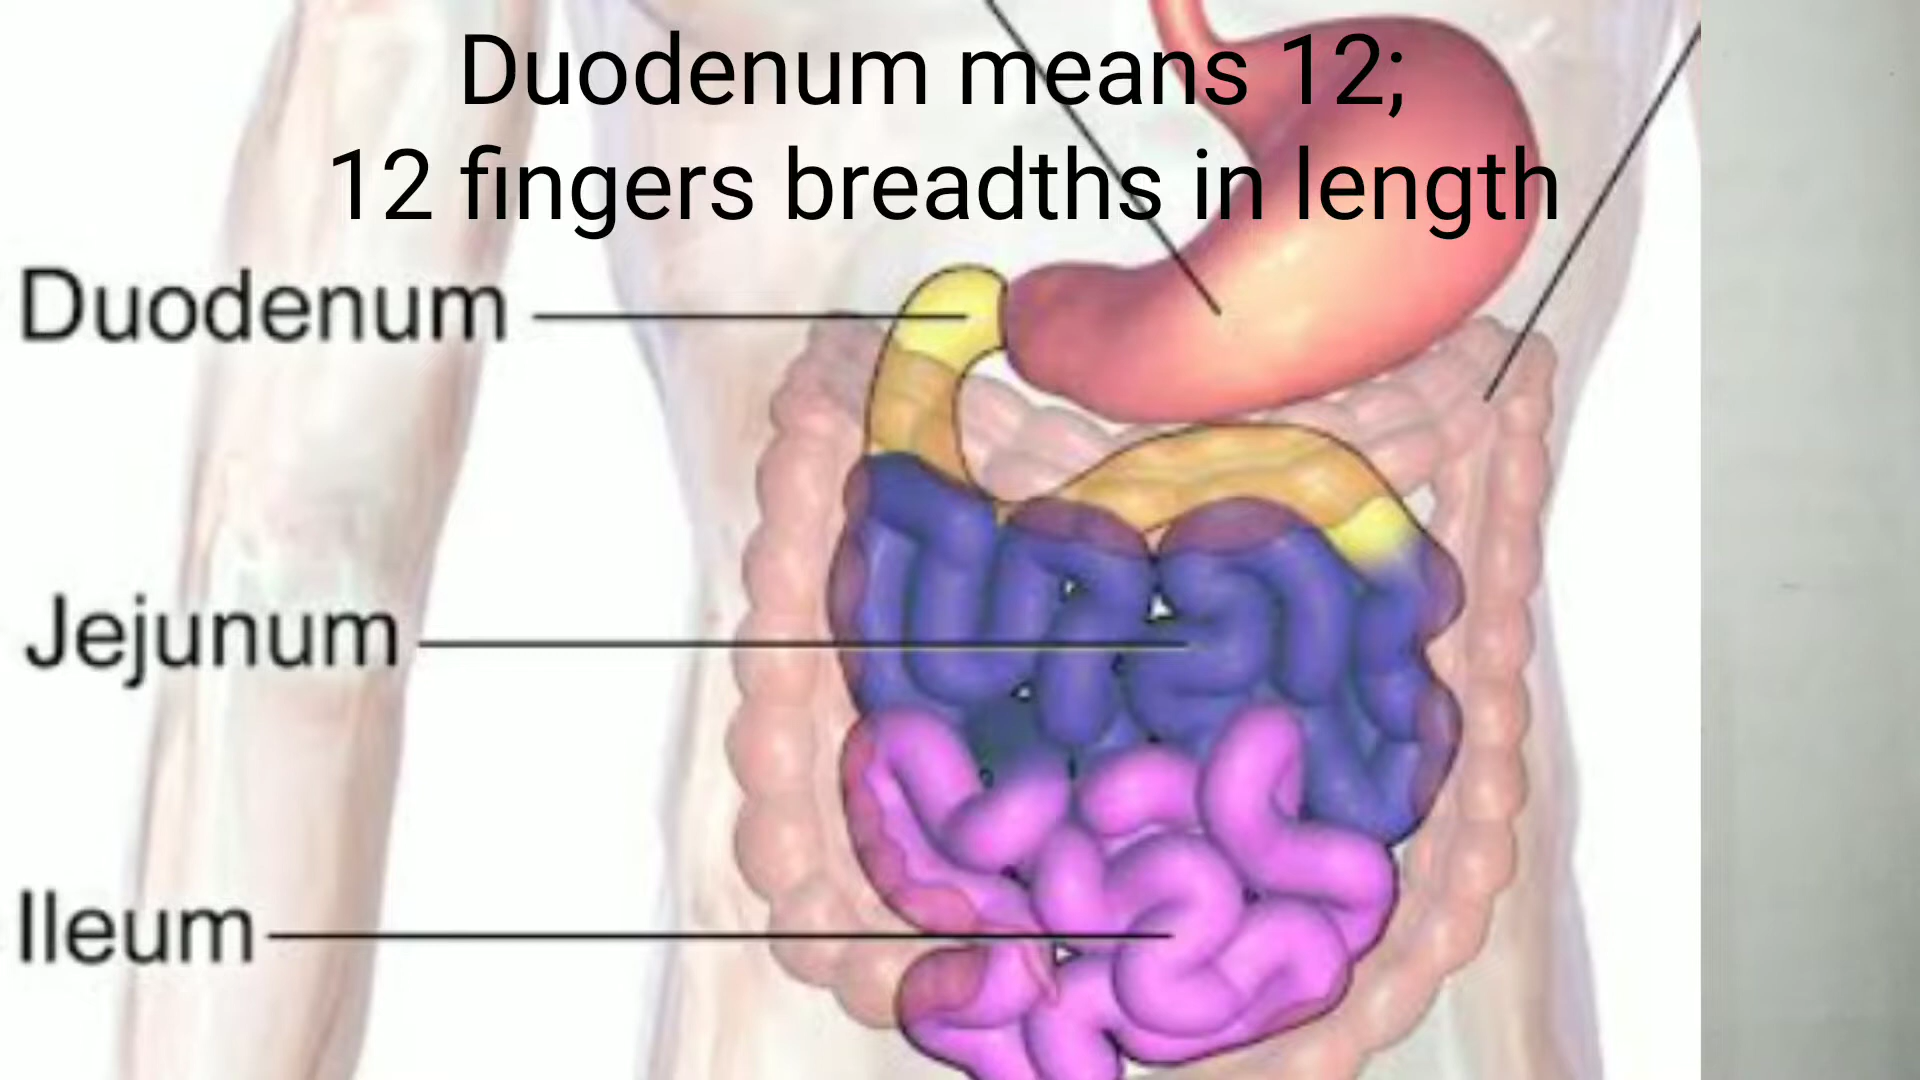 Duodenum means 12;
12 fingers breadths in length
Duodenum
Jejunum
Ileum